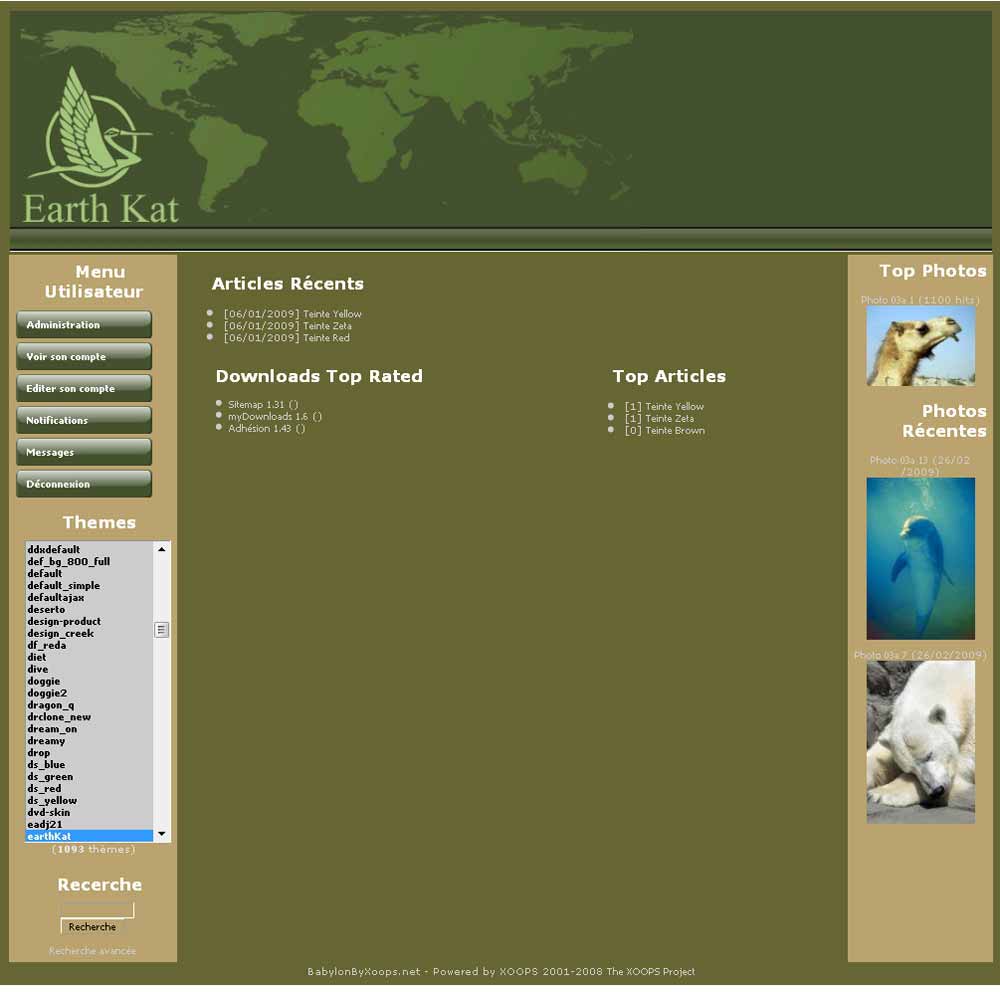 Earth Kat
Menu
Utilisateur
Administration
Voir son compte
Editer son compte
Notifications
Messages
Déconnexion
Themes
ddxdefault
def_bg_800_full
default
default_simple
defaultajax
deserto
design-product
design_creek
df_reda
diet
dive
doggie
doggie2
dragon_q
drclone_new
dream_on
dreamy
drop
ds_blue
ds_green
ds_red
ds_yellow
dvd-skin
eadj21
earthKat
(1093 thèmes)
Recerche
Recherche
Recherche avancée
Articles Récents
[06/01/2009] Teinte Yellow
[06/01/2009] Teinte Zeta
[06/01/2009] Teinte Red
Downloads Top Rated
Sitemap 1.31 ()
myDownloads 1.6 ()
Adhésion 1.43 ()
Top Articles
[1] Teinte Yellow
[1] Teinte Zeta
[0] Teinte Brown
Top Photos
Photo 03a 1 (1100 hits)
Photos
Récentes
Photo 03a 13 (26/02
/2009)
Photo 03a 7 (26/02/2009)
BabylonByXoops.net - Powered by XOOPS 2001-2008 The XOOPS Project